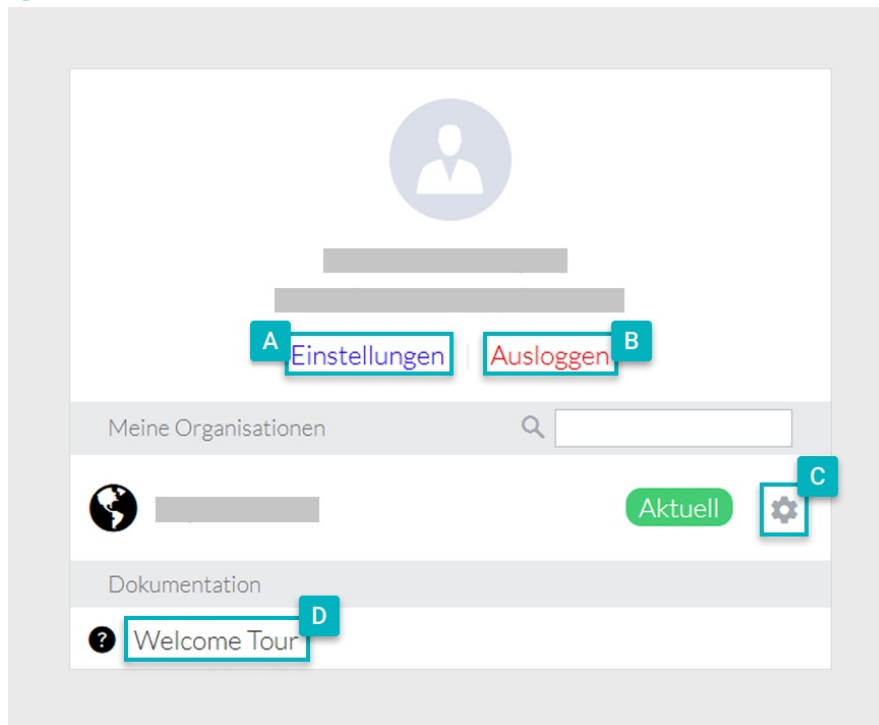 A Einstellungen Ausloggen B
Meine Organisationen
C
Aktuell
Dokumentation
D
? Welcome Tour